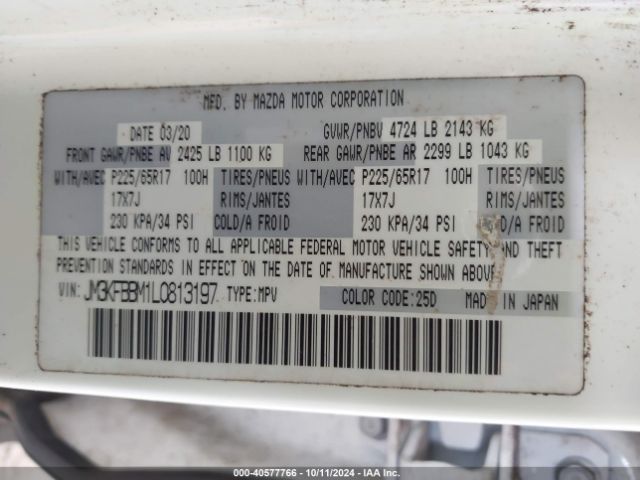 MFD. BY MAZDA MOTOR CORPORATION
DATE 03/20 GVWR/PNBV 4724 LB 2143 KG
FRONT GAWR/PNBE AV 2425 LB 1100 KG REAR GAWR/PNBE AR 2299 LB 1043 KG
WITH/AVEC P225/65R17 100H TIRES/PNEUS WITH/AVEC P225/65R17 100H TIRES/PNEUS
17X7J RIMS/JANTES 17X7J RIMS/JANTES
230 KPA/34 PSI COLD/A FROID 230 KPA/34 PSI COLD/A FROID
THIS VEHICLE CONFORMS TO ALL APPLICABLE FEDERAL MOTOR VEHICLE SAFETY AND THEFT
PREVENTION STANDARDS IN EFFECT ON THE DATE OF MANUFACTURE SHOWN ABOVE
VIN: JM3KFBBM1L0813197 TYPE:MPV COLOR CODE:25D MADE IN JAPAN
000-40577766 - 10/11/2024 - IAA Inc.